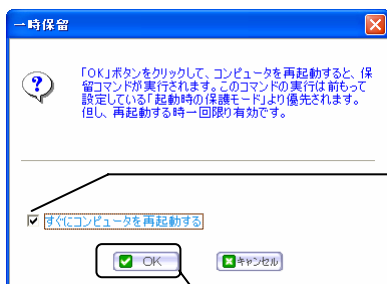 一時保留
「OK」ボタンをクリックして、コンピュータを再起動すると、保
留コマンドが実行されます。このコマンドの実行は前もって
設定している「起動時の保護モード」より優先されます。
但し、再起動する時一回限り有効です。
すぐにコンピュータを再起動する
OK
キャンセル